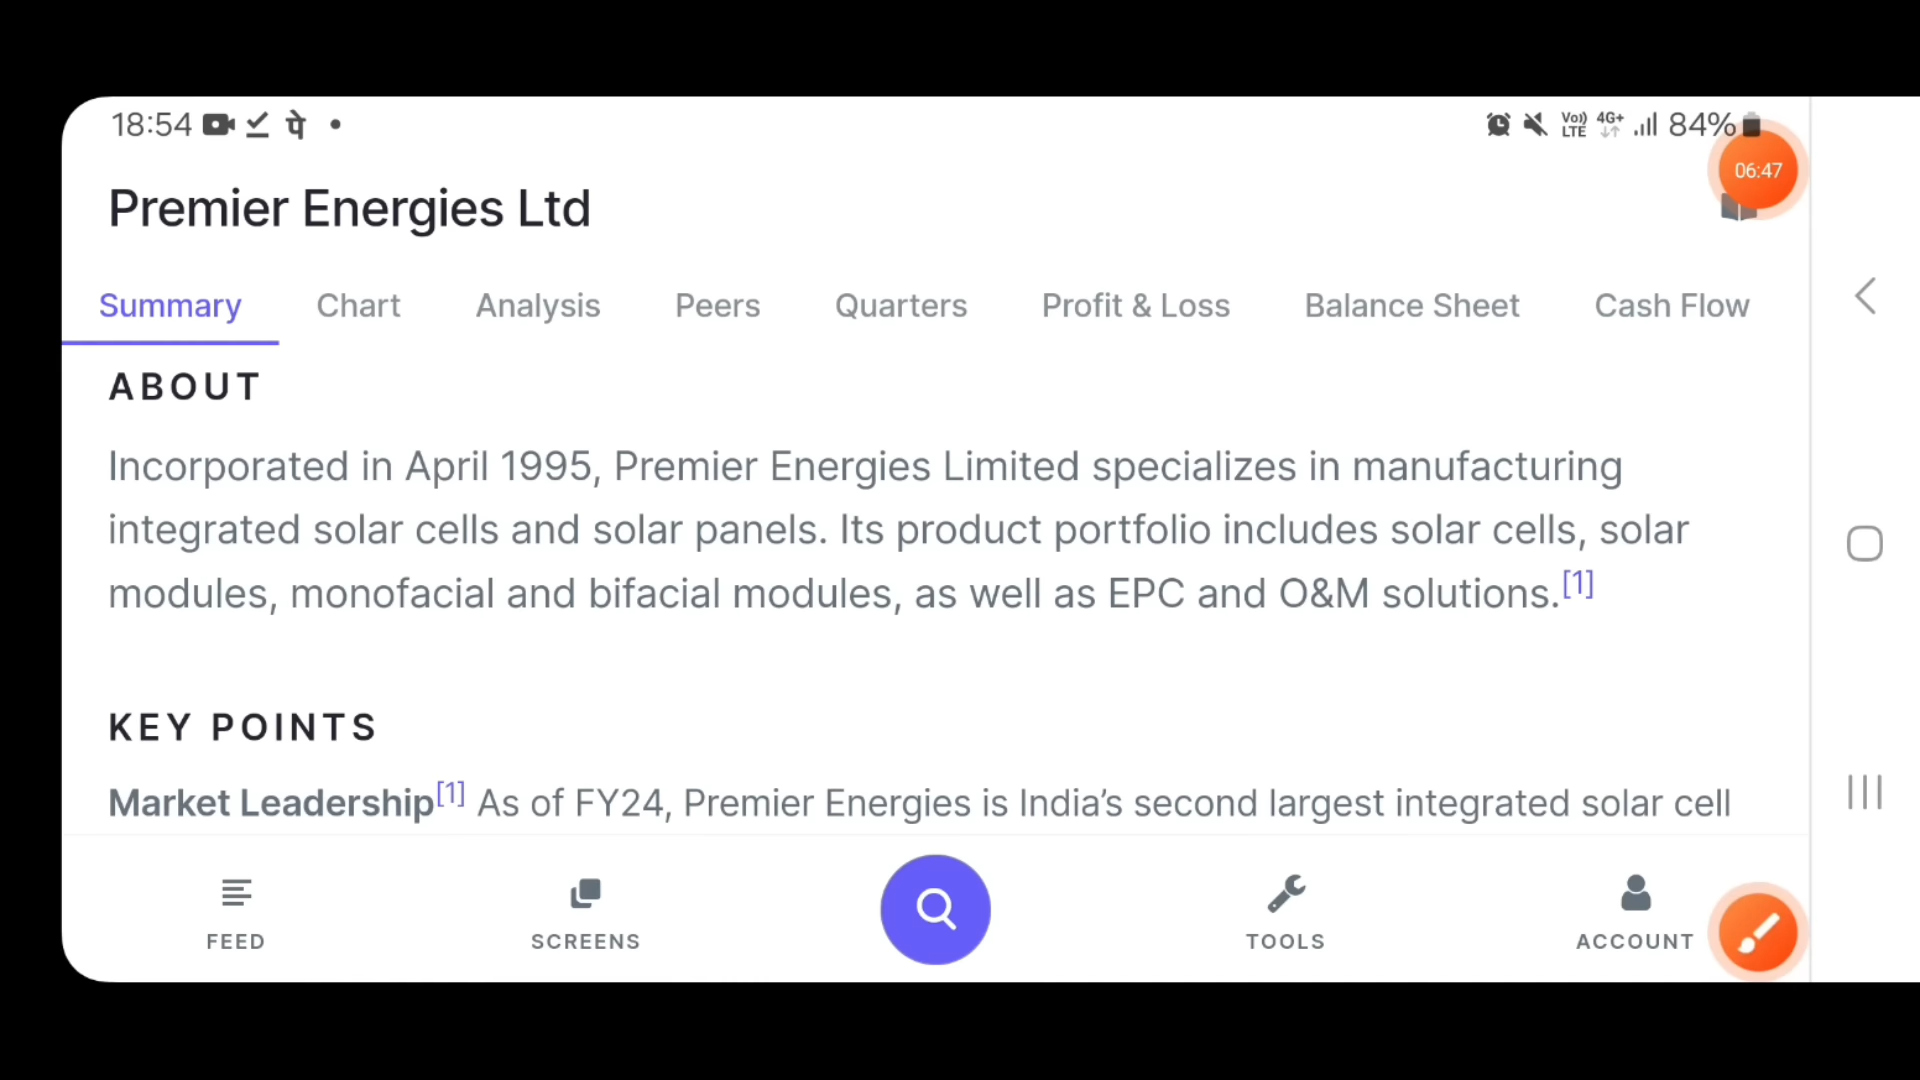 18:54 पे
Vo)) LTE 4G+ 84%
06:47
Premier Energies Ltd
Summary Chart Analysis Peers Quarters Profit & Loss Balance Sheet Cash Flow
ABOUT
Incorporated in April 1995, Premier Energies Limited specializes in manufacturing
integrated solar cells and solar panels. Its product portfolio includes solar cells, solar
modules, monofacial and bifacial modules, as well as EPC and O&M solutions.[1]
KEY POINTS
Market Leadership[1] As of FY24, Premier Energies is India's second largest integrated solar cell
FEED SCREENS TOOLS ACCOUNT